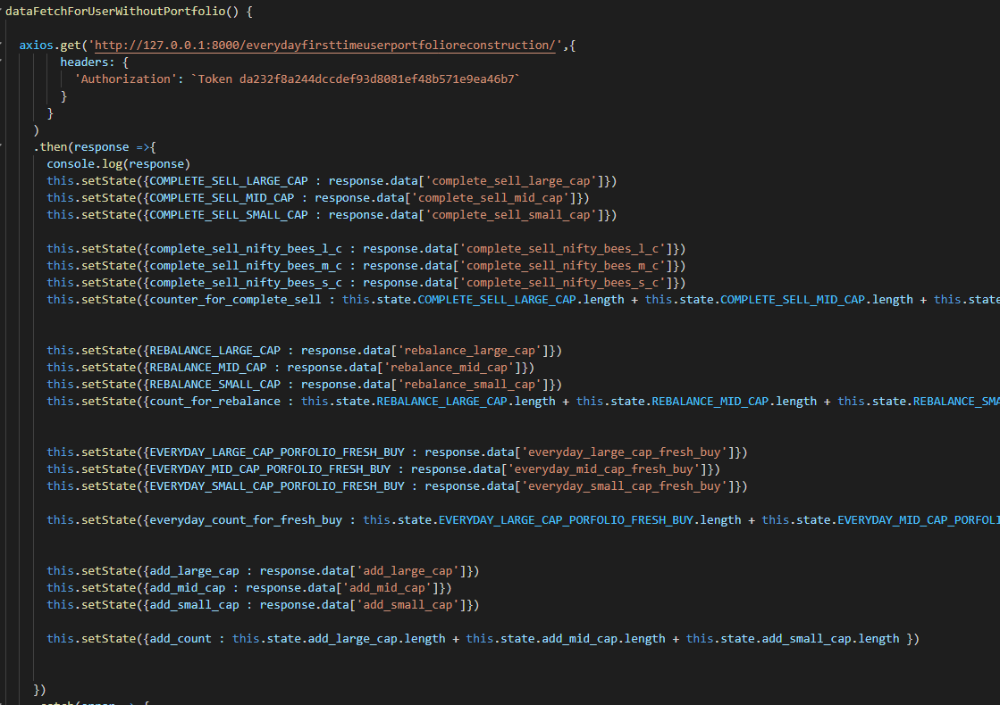 dataFetchForUserWithoutPortfolio() {
axios.get('http://127.0.0.1:8000/everydayfirsttimeuserportfolioreconstruction/',{
headers: {
'Authorization': `Token da232f8a244dccdef93d8081ef48b571e9ea46b7`
}
}
)
.then(response =>{
console.log(response)
this.setState({COMPLETE_SELL_LARGE_CAP : response.data['complete_sell_large_cap']})
this.setState({COMPLETE_SELL_MID_CAP : response.data['complete_sell_mid_cap']})
this.setState({COMPLETE_SELL_SMALL_CAP : response.data['complete_sell_small_cap']})
this.setState({complete_sell_nifty_bees_l_c : response.data['complete_sell_nifty_bees_l_c']})
this.setState({complete_sell_nifty_bees_m_c : response.data['complete_sell_nifty_bees_m_c']})
this.setState({complete_sell_nifty_bees_s_c : response.data['complete_sell_nifty_bees_s_c']})
this.setState({counter_for_complete_sell : this.state.COMPLETE_SELL_LARGE_CAP.length + this.state.COMPLETE_SELL_MID_CAP.length + this.state
this.setState({REBALANCE_LARGE_CAP : response.data['rebalance_large_cap']})
this.setState({REBALANCE_MID_CAP : response.data['rebalance_mid_cap']})
this.setState({REBALANCE_SMALL_CAP : response.data['rebalance_small_cap']})
this.setState({count_for_rebalance : this.state.REBALANCE_LARGE_CAP.length + this.state.REBALANCE_MID_CAP.length + this.state.REBALANCE_SMA
this.setState({EVERYDAY_LARGE_CAP_PORFOLIO_FRESH_BUY : response.data['everyday_large_cap_fresh_buy']})
this.setState({EVERYDAY_MID_CAP_PORFOLIO_FRESH_BUY : response.data['everyday_mid_cap_fresh_buy']})
this.setState({EVERYDAY_SMALL_CAP_PORFOLIO_FRESH_BUY : response.data['everyday_small_cap_fresh_buy']})
this.setState({everyday_count_for_fresh_buy : this.state.EVERYDAY_LARGE_CAP_PORFOLIO_FRESH_BUY.length + this.state.EVERYDAY_MID_CAP_PORFOLI
this.setState({add_large_cap : response.data['add_large_cap']})
this.setState({add_mid_cap : response.data['add_mid_cap']})
this.setState({add_small_cap : response.data['add_small_cap']})
this.setState({add_count : this.state.add_large_cap.length + this.state.add_mid_cap.length + this.state.add_small_cap.length })
})
.catch(error => {